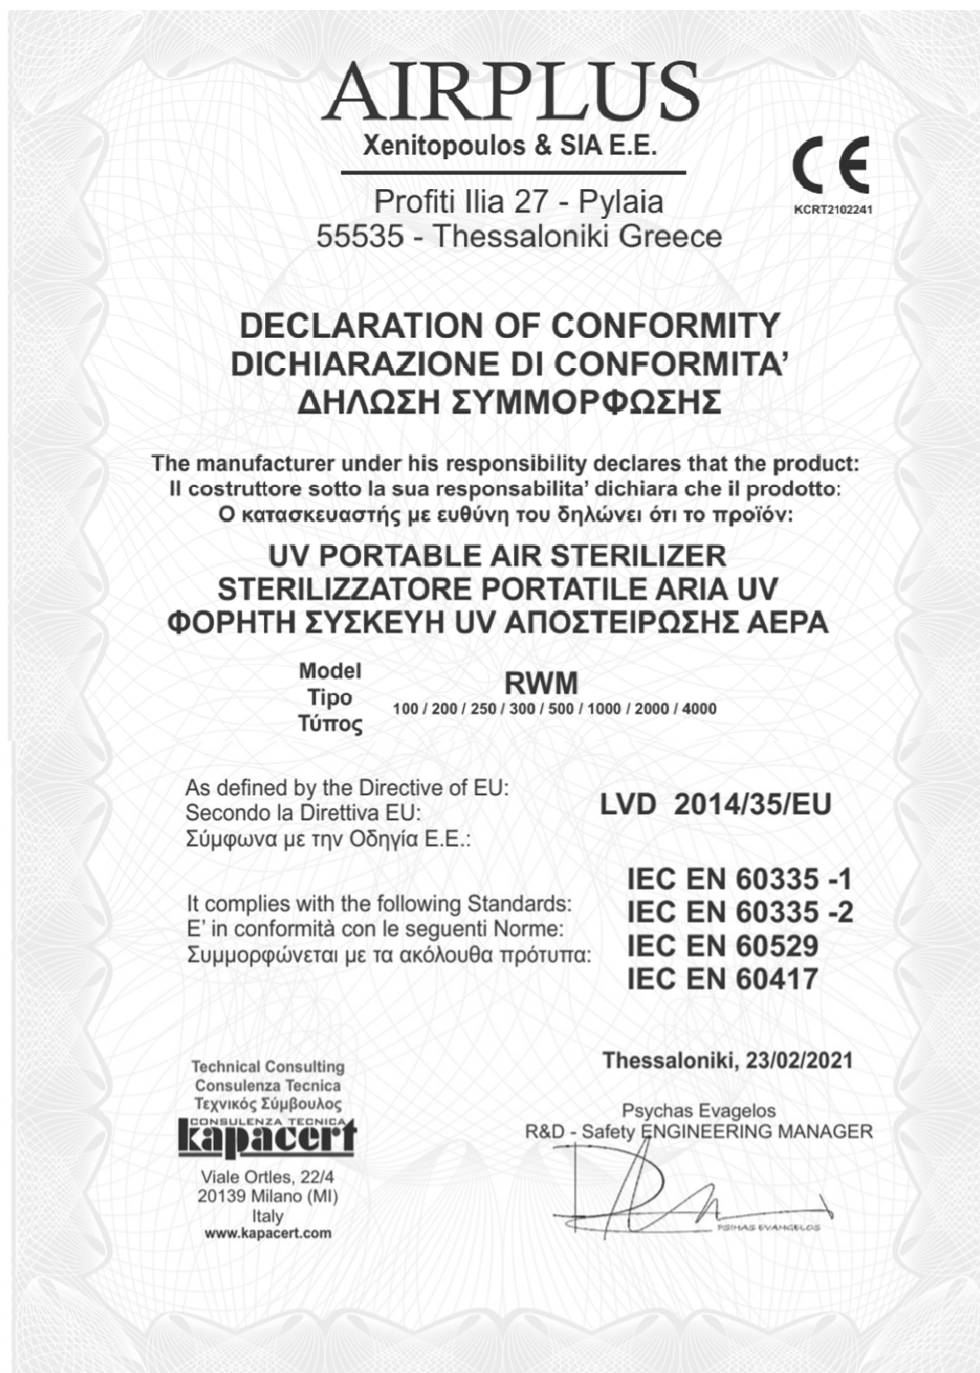 AIRPLUS
Xenitopoulos & SIA E.E.
Profiti Ilia 27 - Pylaia
55535 - Thessaloniki Greece
CE
KCRT2102241
DECLARATION OF CONFORMITY
DICHIARAZIONE DI CONFORMITA’
ΔΗΛΩΣΗ ΣΥΜΜΟΡΦΩΣΗΣ
The manufacturer under his responsibility declares that the product:
Il costruttore sotto la sua responsabilita’ dichiara che il prodotto:
Ο κατασκευαστής με ευθύνη του δηλώνει ότι το προϊόν:
UV PORTABLE AIR STERILIZER
STERILIZZATORE PORTATILE ARIA UV
ΦΟΡΗΤΗ ΣΥΣΚΕΥΗ UV ΑΠΟΣΤΕΙΡΩΣΗΣ ΑΕΡΑ
Model
Tipo
Τύπος
RWM
100 / 200 / 250 / 300 / 500 / 1000 / 2000 / 4000
As defined by the Directive of EU:
Secondo la Direttiva EU:
Σύμφωνα με την Οδηγία Ε.Ε.:
LVD 2014/35/EU
It complies with the following Standards:
E’ in conformità con le seguenti Norme:
Συμμορφώνεται με τα ακόλουθα πρότυπα:
IEC EN 60335 -1
IEC EN 60335 -2
IEC EN 60529
IEC EN 60417
Technical Consulting
Consulenza Tecnica
Τεχνικός Σύμβουλος
CONSULENZA TECNICA
kapacert
Viale Ortles, 22/4
20139 Milano (MI)
Italy
www.kapacert.com
Thessaloniki, 23/02/2021
Psychas Evagelos
R&D - Safety ENGINEERING MANAGER
PSIHAS EVANGELOS